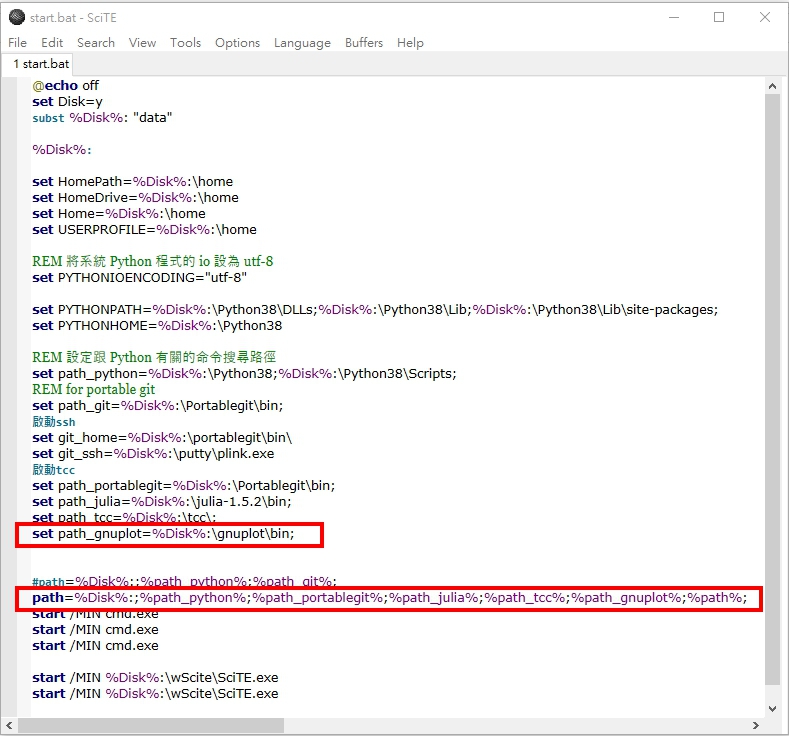 start.bat - SciTE
File Edit Search View Tools Options Language Buffers Help
1 start.bat
@echo off
set Disk=y
subst %Disk%: "data"
%Disk%:
set HomePath=%Disk%:\home
set HomeDrive=%Disk%:\home
set Home=%Disk%:\home
set USERPROFILE=%Disk%:\home
REM 將系統 Python 程式的 io 設為 utf-8
set PYTHONIOENCODING="utf-8"
set PYTHONPATH=%Disk%:\Python38\DLLs;%Disk%:\Python38\Lib;%Disk%:\Python38\Lib\site-packages;
set PYTHONHOME=%Disk%:\Python38
REM 設定跟 Python 有關的命令搜尋路徑
set path_python=%Disk%:\Python38;%Disk%:\Python38\Scripts;
REM for portable git
set path_git=%Disk%:\Portablegit\bin;
啟動ssh
set git_home=%Disk%:\portablegit\bin\
set git_ssh=%Disk%:\putty\plink.exe
啟動tcc
set path_portablegit=%Disk%:\Portablegit\bin;
set path_julia=%Disk%:\julia-1.5.2\bin;
set path_tcc=%Disk%:\tcc\;
set path_gnuplot=%Disk%:\gnuplot\bin;
#path=%Disk%:;%path_python%;%path_git%;
path=%Disk%:;%path_python%;%path_portablegit%;%path_julia%;%path_tcc%;%path_gnuplot%;%path%;
start /MIN cmd.exe
start /MIN cmd.exe
start /MIN cmd.exe
start /MIN %Disk%:\wScite\SciTE.exe
start /MIN %Disk%:\wScite\SciTE.exe